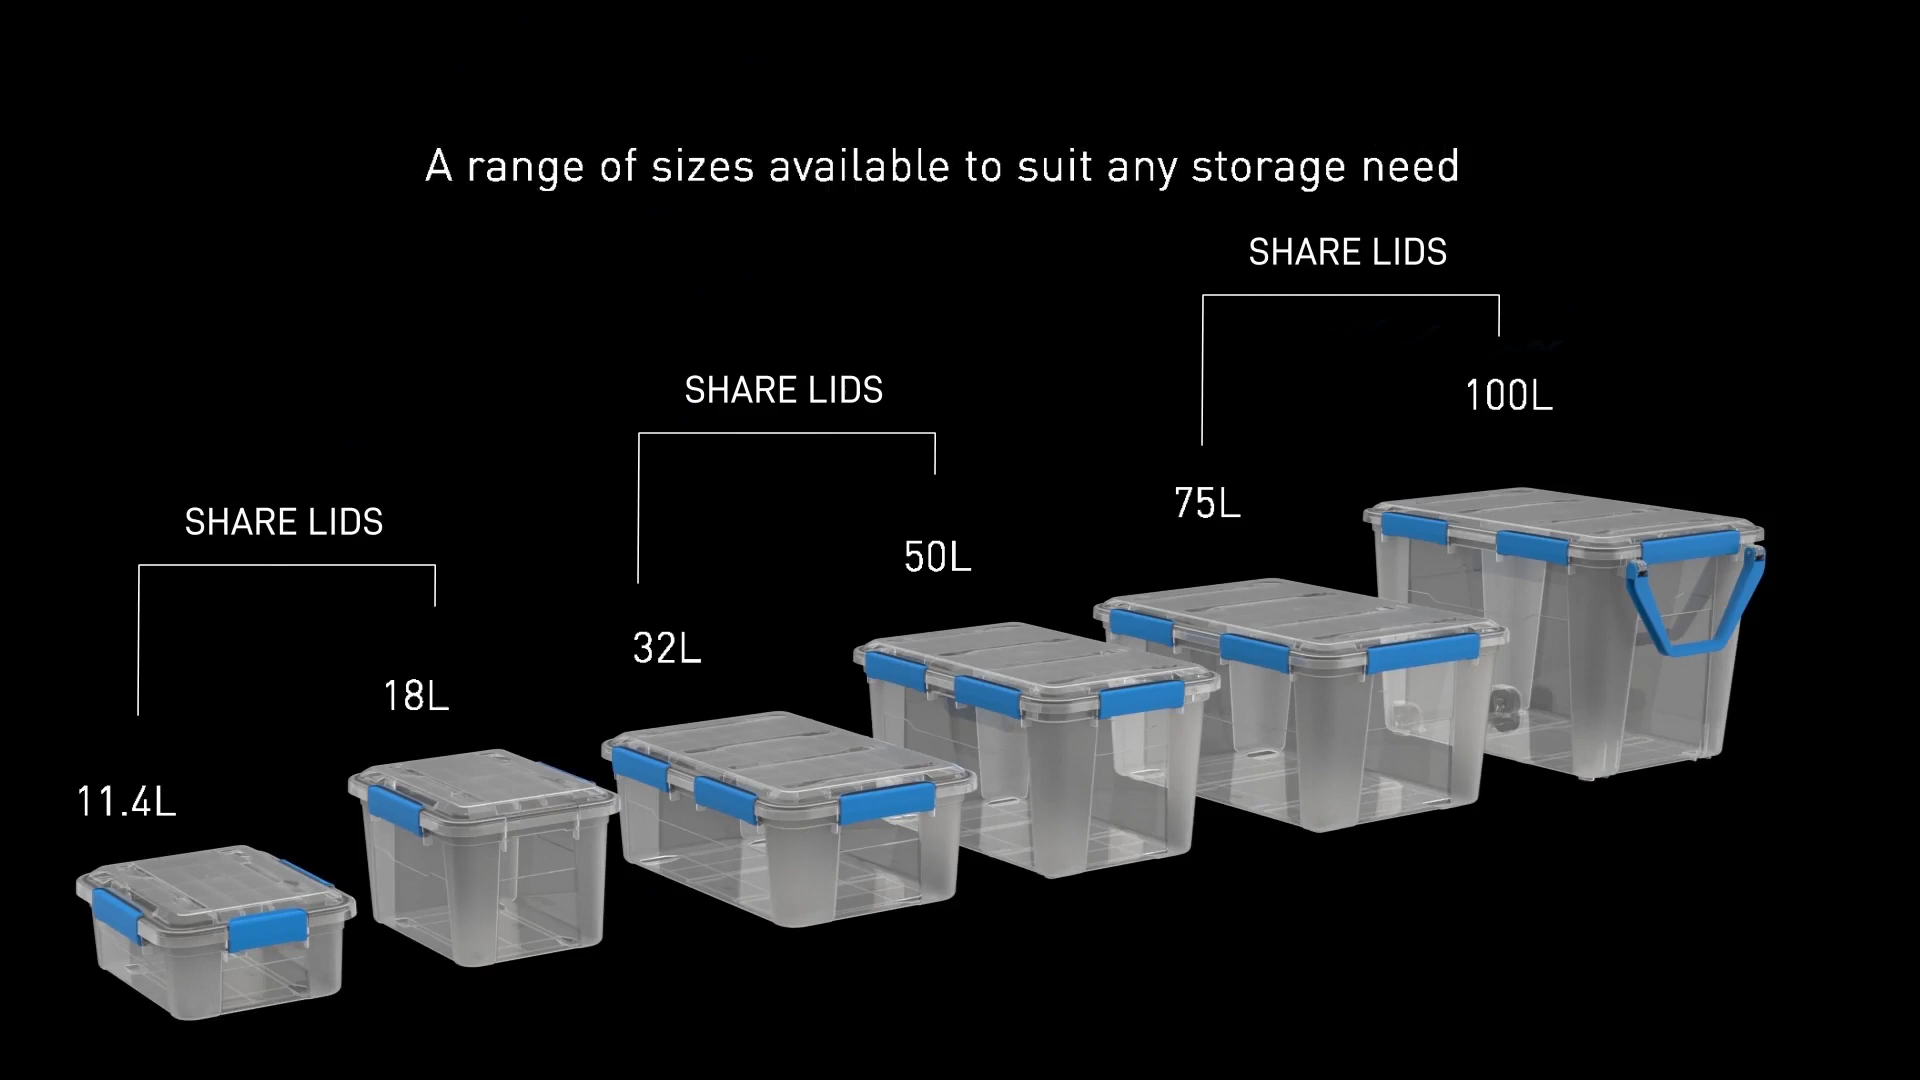 A range of sizes available to suit any storage need
SHARE LIDS
100L
SHARE LIDS
75L
50L
SHARE LIDS
32L
18L
11.4L